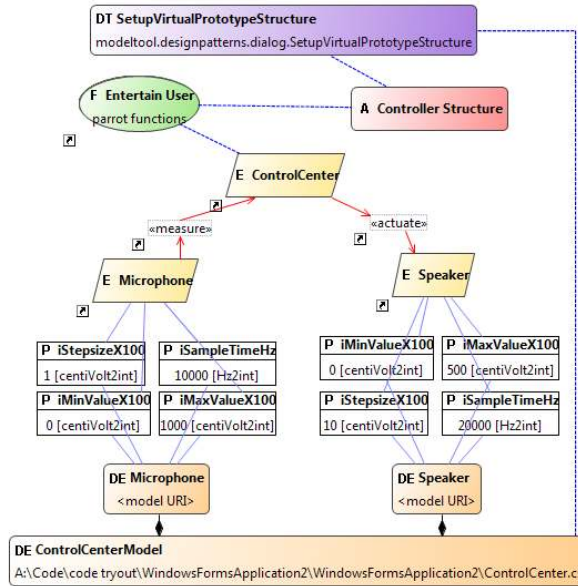 DT SetupVirtualPrototypeStructure
modeltool.designpatterns.dialog.SetupVirtualPrototypeStructure
F Entertain User
parrot functions
A Controller Structure
E ControlCenter
«measure»
«actuate»
E Microphone
E Speaker
P iStepsizeX100
1 [centiVolt2int]
P iSampleTimeHz
10000 [Hz2int]
P iMinValueX100
0 [centiVolt2int]
P iMaxValueX100
1000 [centiVolt2int]
P iMinValueX100
0 [centiVolt2int]
P iMaxValueX100
500 [centiVolt2int]
P iStepsizeX100
10 [centiVolt2int]
P iSampleTimeHz
20000 [Hz2int]
DE Microphone
<model URI>
DE Speaker
<model URI>
DE ControlCenterModel
A:\Code\code tryout\WindowsFormsApplication2\WindowsFormsApplication2\ControlCenter.c